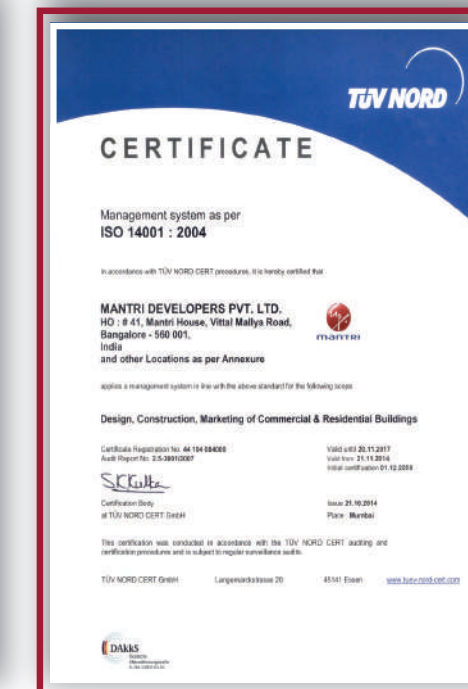 TÜV NORD
CERTIFICATE
Management system as per
ISO 14001 : 2004
In accordance with TÜV NORD CERT procedures, it is hereby certified that
MANTRI DEVELOPERS PVT. LTD.
HO : # 41, Mantri House, Vittal Mallya Road,
Bangalore - 560 001,
India
and other Locations as per Annexure
mantri
applies a management system in line with the above standard for the following scope
Design, Construction, Marketing of Commercial & Residential Buildings
Certificate Registration No. 44 104 084068
Audit Report No. 2.5-3891/2007
Valid until 20.11.2017
Valid from 21.11.2014
Initial certification
Certification Body
at TÜV NORD CERT GmbH
Issue 21.10.2014
Place : Mumbai
This certification was conducted in accordance with the TÜV NORD CERT auditing and
certification procedures and is subject to regular surveillance audits.
TÜV NORD CERT GmbH Langemarckstrasse 20 45141 Essen www.tuev-nord-cert.com
DAkkS